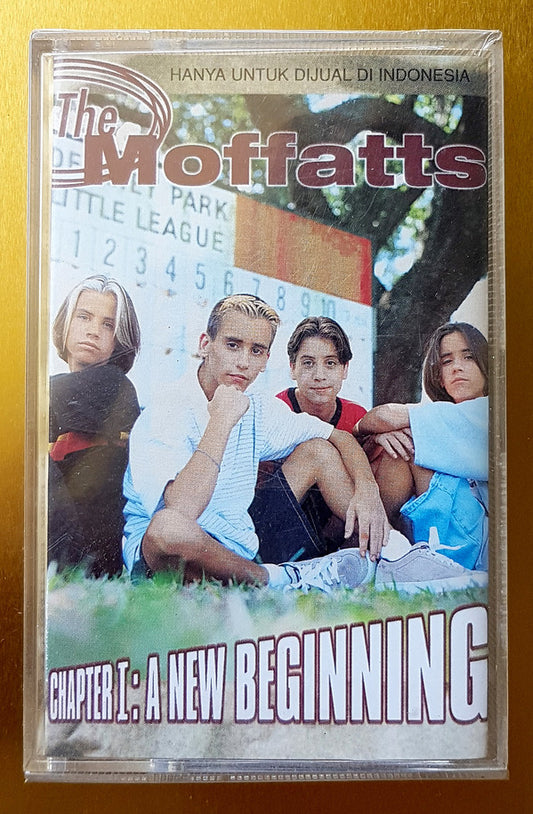 HANYA UNTUK DIJUAL DI INDONESIA
The
Moffatts
PARK
LITTLE LEAGUE
1 2 3 4 5 6 7 8 9 10
CHAPTER I: A NEW BEGINNING